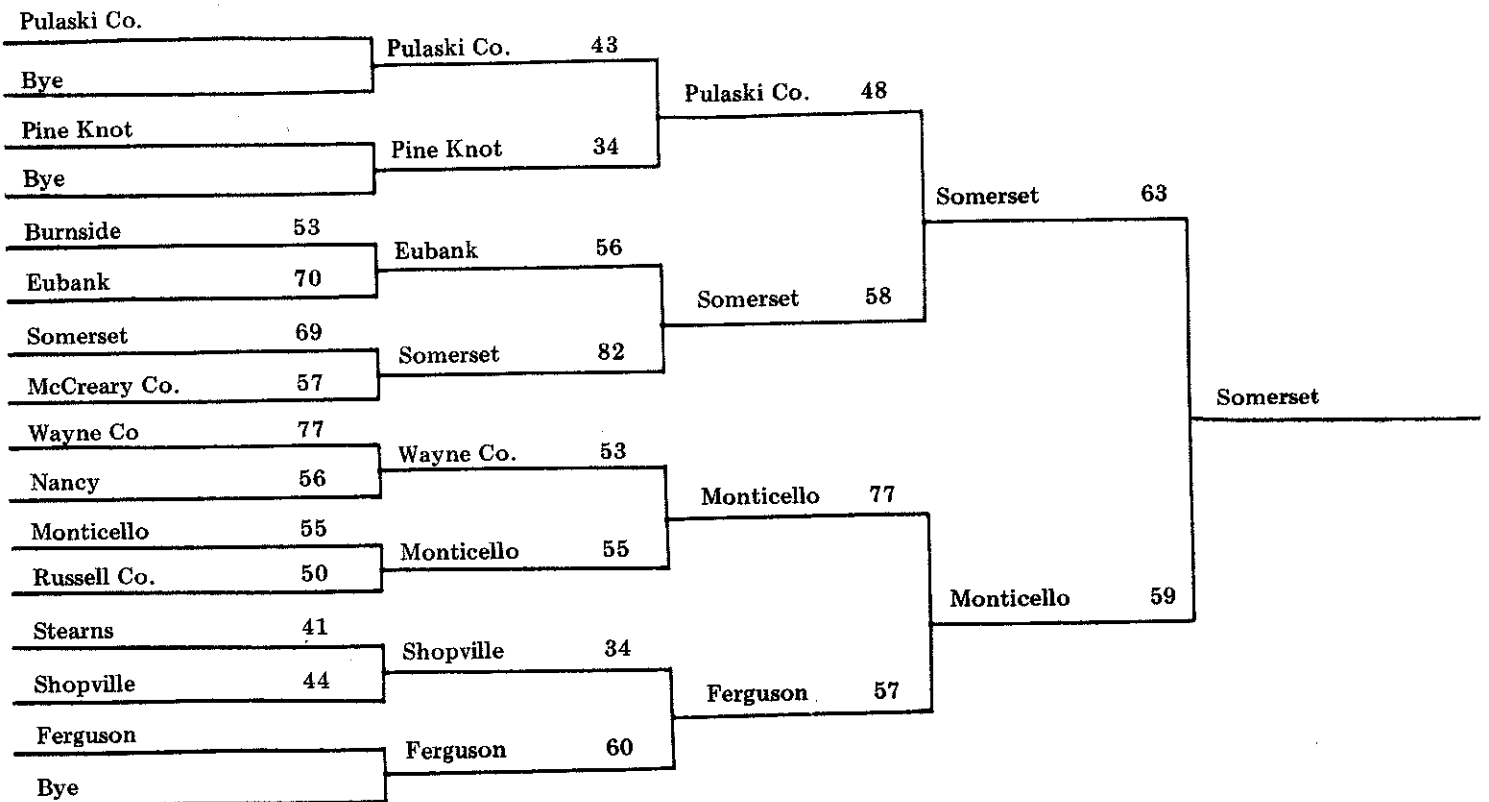 Pulaski Co.
Bye
Pine Knot
Bye
Burnside 53
Eubank 70
Somerset 69
McCreary Co. 57
Wayne Co 77
Nancy 56
Monticello 55
Russell Co. 50
Stearns 41
Shopville 44
Ferguson
Bye
Pulaski Co. 43
Pine Knot 34
Eubank 56
Somerset 82
Wayne Co. 53
Monticello 55
Shopville 34
Ferguson 60
Pulaski Co. 48
Somerset 58
Monticello 77
Ferguson 57
Somerset 63
Monticello 59
Somerset